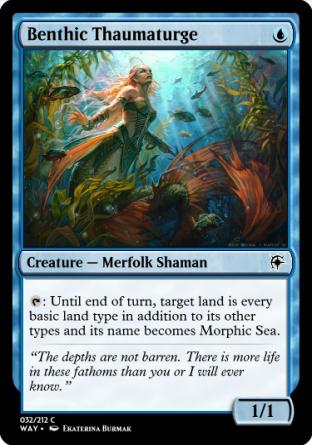 Benthic Thaumaturge
Creature — Merfolk Shaman
: Until end of turn, target land is every
basic land type in addition to its other
types and its name becomes Morphic Sea.
“The depths are not barren. There is more life
in these fathoms than you or I will ever
know.”
032/212 C
WAY • EKATERINA BURMAK
1/1